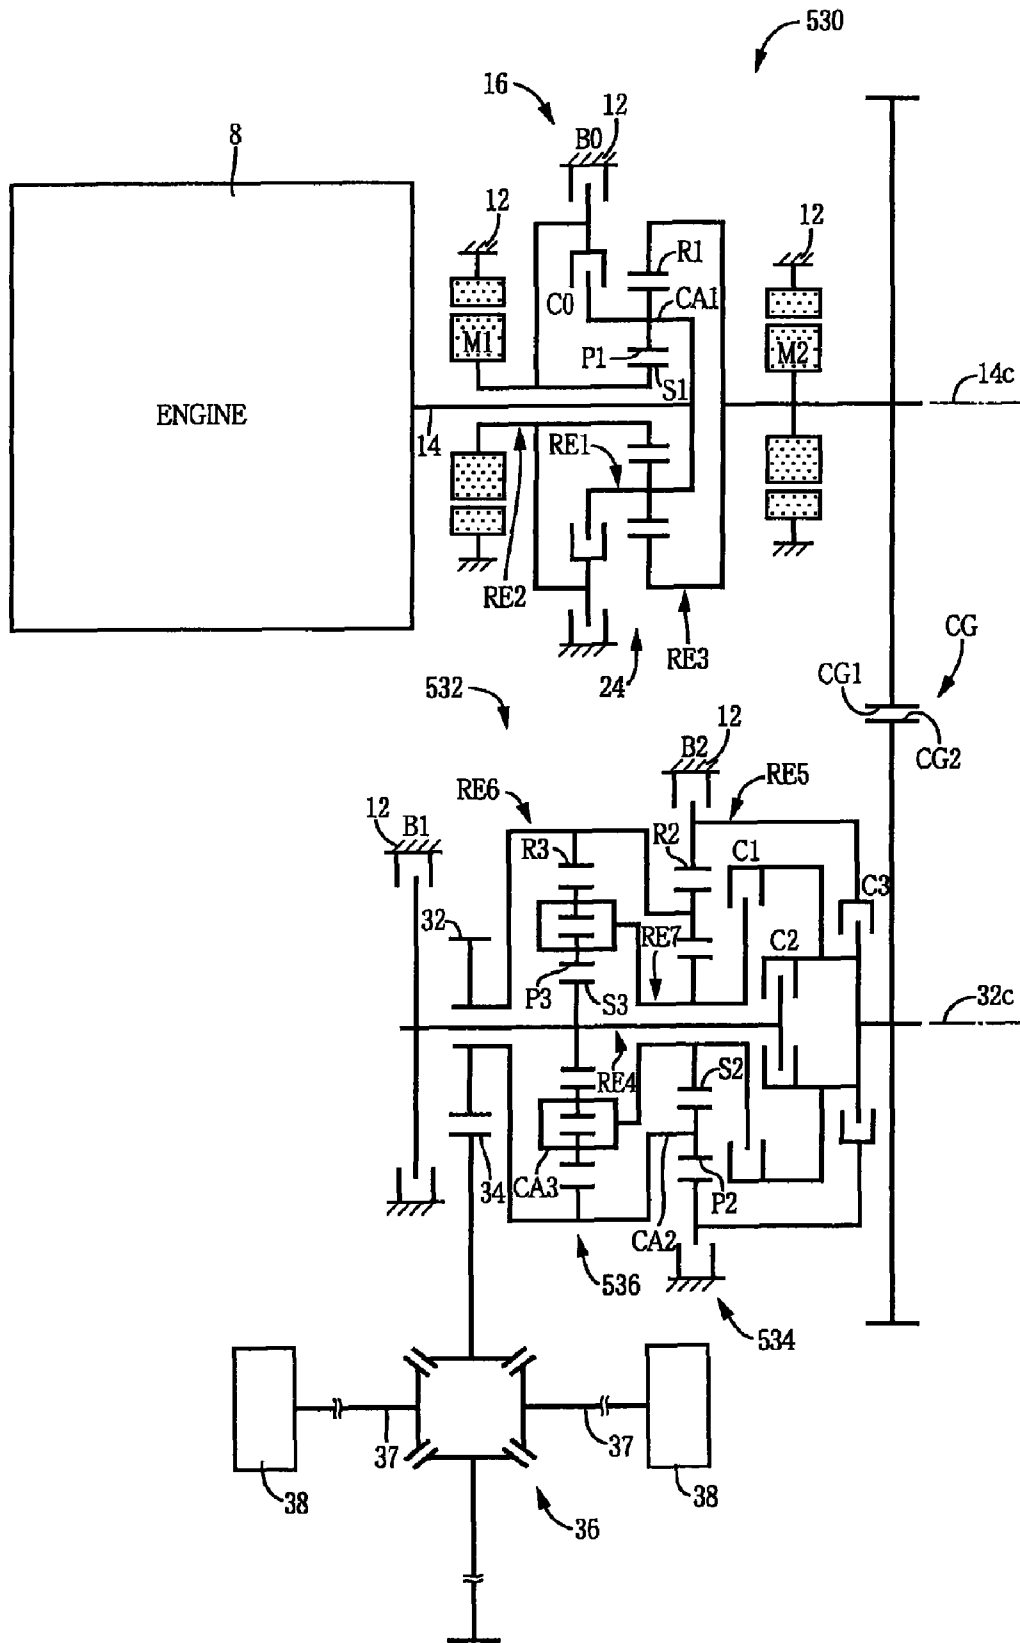 530
16
12
B0
8
12
12
R1
C0
CA1
M1
P1
M2
S1
14c
ENGINE
14
RE1
RE2
CG
RE3
24
CG1
532
12
B2
CG2
RE5
RE6
12
B1
R3
R2
C1
C3
32
RE7
C2
P3
S3
32c
RE4
S2
34
CA3
P2
CA2
536
534
37
37
38
38
36